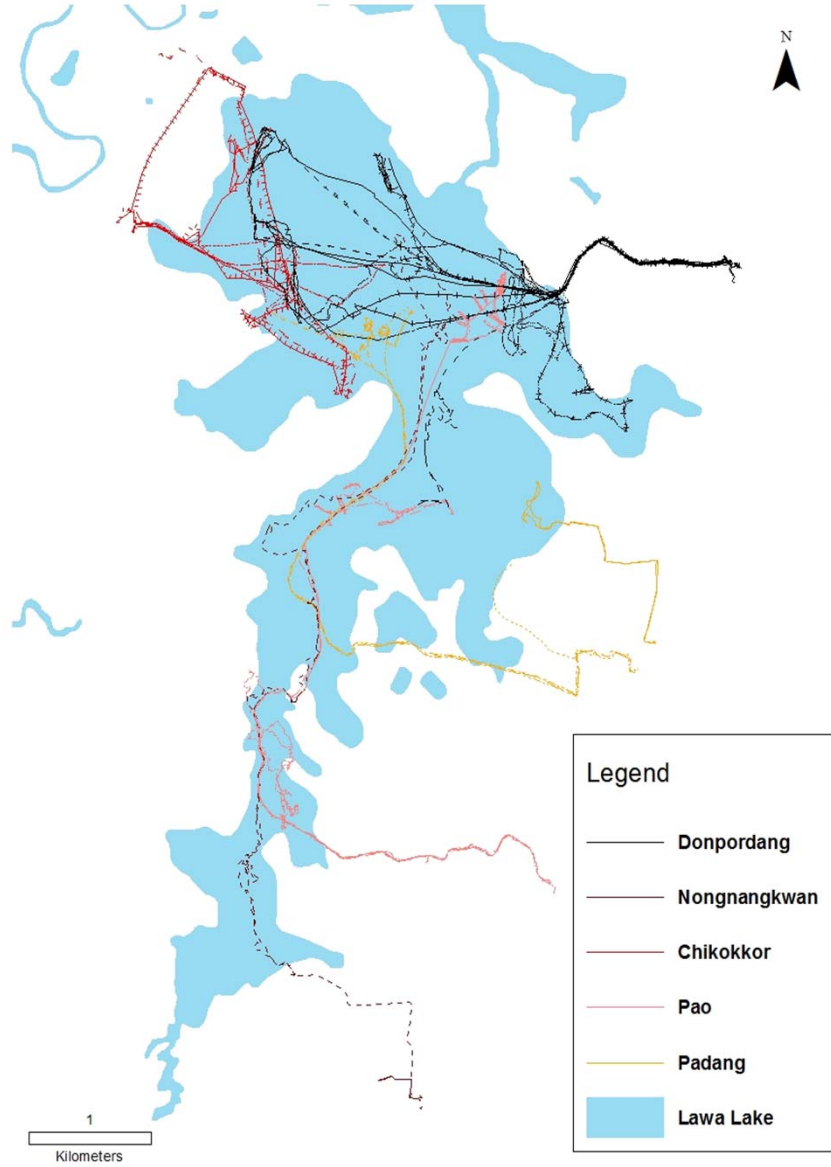 N
Legend
Donpordang
Nongnangkwan
Chikokkor
Pao
Padang
Lawa Lake
1
Kilometers